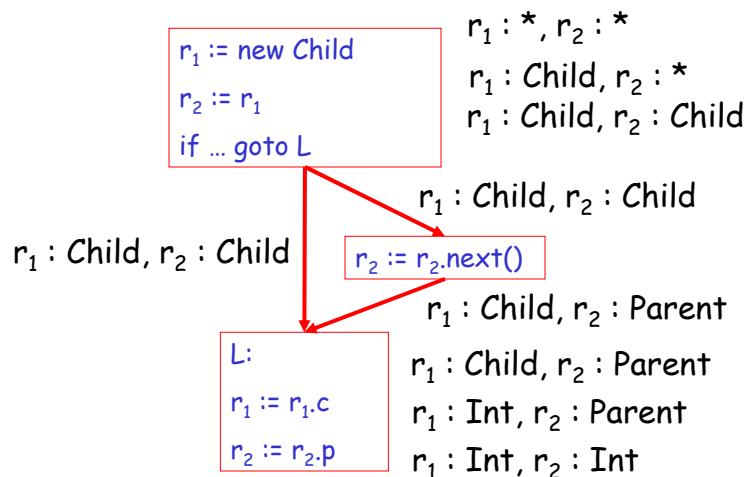 r₁ : *, r₂ : *
r₁ := new Child
r₁ : Child, r₂ : *
r₂ := r₁
r₁ : Child, r₂ : Child
if ... goto L
r₁ : Child, r₂ : Child
r₁ : Child, r₂ : Child
r₂ := r₂.next()
r₁ : Child, r₂ : Parent
L:
r₁ : Child, r₂ : Parent
r₁ := r₁.c
r₁ : Int, r₂ : Parent
r₂ := r₂.p
r₁ : Int, r₂ : Int